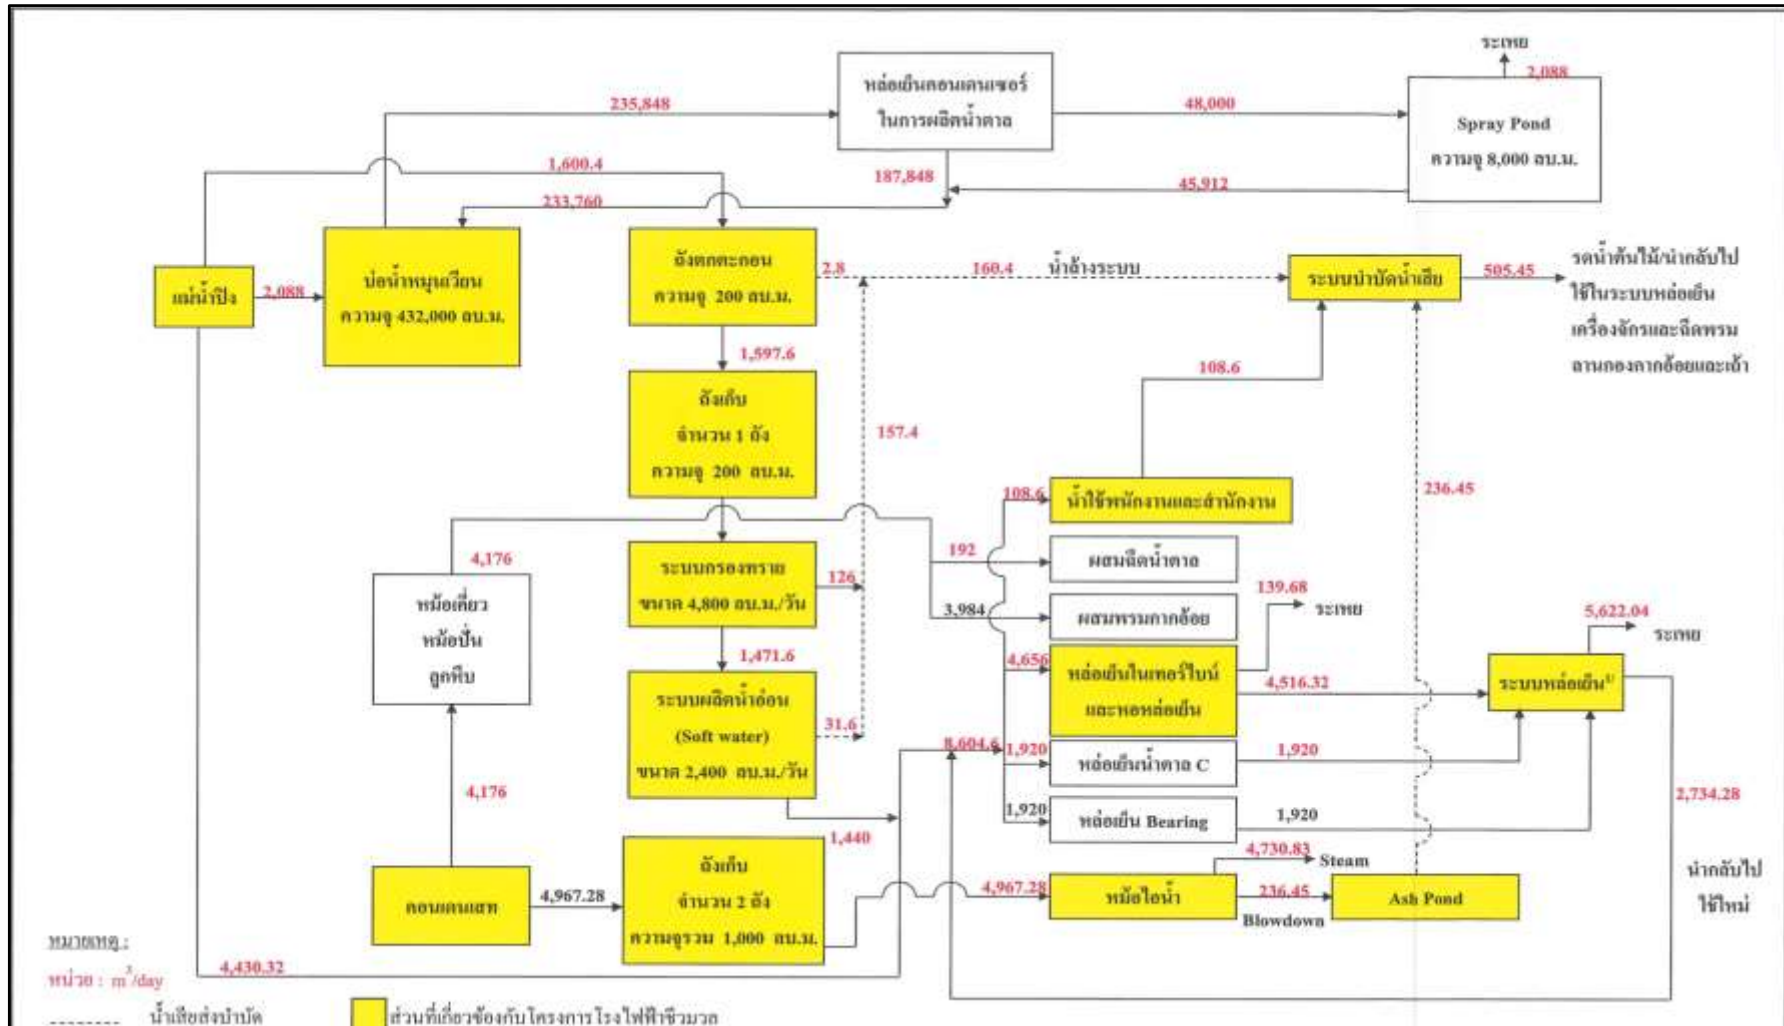 ระเหย
2,088
หล่อเย็นคอนเดนเซอร์
ในการผลิตน้ำตาล
235,848
48,000
Spray Pond
ความจุ 8,000 ลบ.ม.
1,600.4
187,848
45,912
233,760
แม่น้ำปิง
2,088
บ่อน้ำหมุนเวียน
ความจุ 432,000 ลบ.ม.
ถังตกตะกอน
ความจุ 200 ลบ.ม.
2.8
160.4
น้ำล้างระบบ
ระบบบำบัดน้ำเสีย
505.45
รดน้ำต้นไม้/นำกลับไป
ใช้ในระบบหล่อเย็น
เครื่องจักรและฉีดพรม
ลานกองกากอ้อยและเถ้า
1,597.6
108.6
ถังเก็บ
จำนวน 1 ถัง
ความจุ 200 ลบ.ม.
157.4
236.45
108.6
น้ำใช้พนักงานและสำนักงาน
4,176
192
ผสมฉีดน้ำตาล
ระบบกรองทราย
ขนาด 4,800 ลบ.ม./วัน
126
หม้อเคี่ยว
หม้อปั่น
ลูกหีบ
3,984
ผสมพรมกากอ้อย
139.68
ระเหย
5,622.04
ระเหย
1,471.6
4,656
หล่อเย็นในเทอร์ไบน์
และหอหล่อเย็น
4,516.32
ระบบหล่อเย็น1/
ระบบผลิตน้ำอ่อน
(Soft water)
ขนาด 2,400 ลบ.ม./วัน
31.6
8,604.6
1,920
หล่อเย็นน้ำตาล C
1,920
4,176
2,734.28
1,920
หล่อเย็น Bearing
1,920
1,440
คอนเดนเสท
4,967.28
ถังเก็บ
จำนวน 2 ถัง
ความจุรวม 1,000 ลบ.ม.
4,967.28
หม้อไอน้ำ
4,730.83
Steam
236.45
Blowdown
Ash Pond
นำกลับไป
ใช้ใหม่
4,430.32
หมายเหตุ :
หน่วย : m3/day
น้ำเสียส่งบำบัด
ส่วนที่เกี่ยวข้องกับโครงการโรงไฟฟ้าชีวมวล